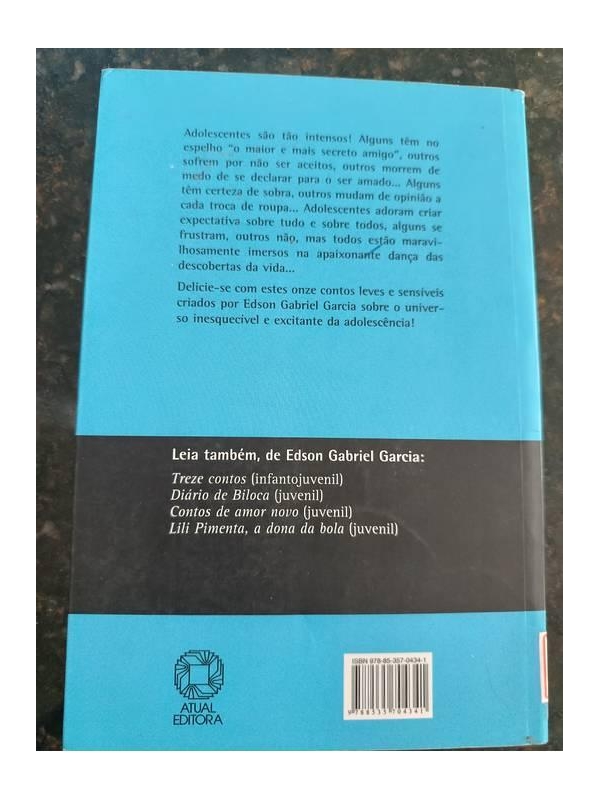 Adolescentes são tão intensos! Alguns têm no
espelho "o maior e mais secreto amigo", outros
sofrem por não ser aceitos, outros morrem de
medo de se declarar para o ser amado... Alguns
têm certeza de sobra, outros mudam de opinião a
cada troca de roupa... Adolescentes adoram criar
expectativa sobre tudo e sobre todos, alguns se
frustram, outros não, mas todos estão maravi-
lhosamente imersos na apaixonante dança das
descobertas da vida...
Delicie-se com estes onze contos leves e sensíveis
criados por Edson Gabriel Garcia sobre o univer-
so inesquecível e excitante da adolescência!
Leia também, de Edson Gabriel Garcia:
Treze contos (infantojuvenil)
Diário de Biloca (juvenil)
Contos de amor novo (juvenil)
Lili Pimenta, a dona da bola (juvenil)
ATUAL
EDITORA
ISBN 978-85-357-0434-1
9 788535 704341